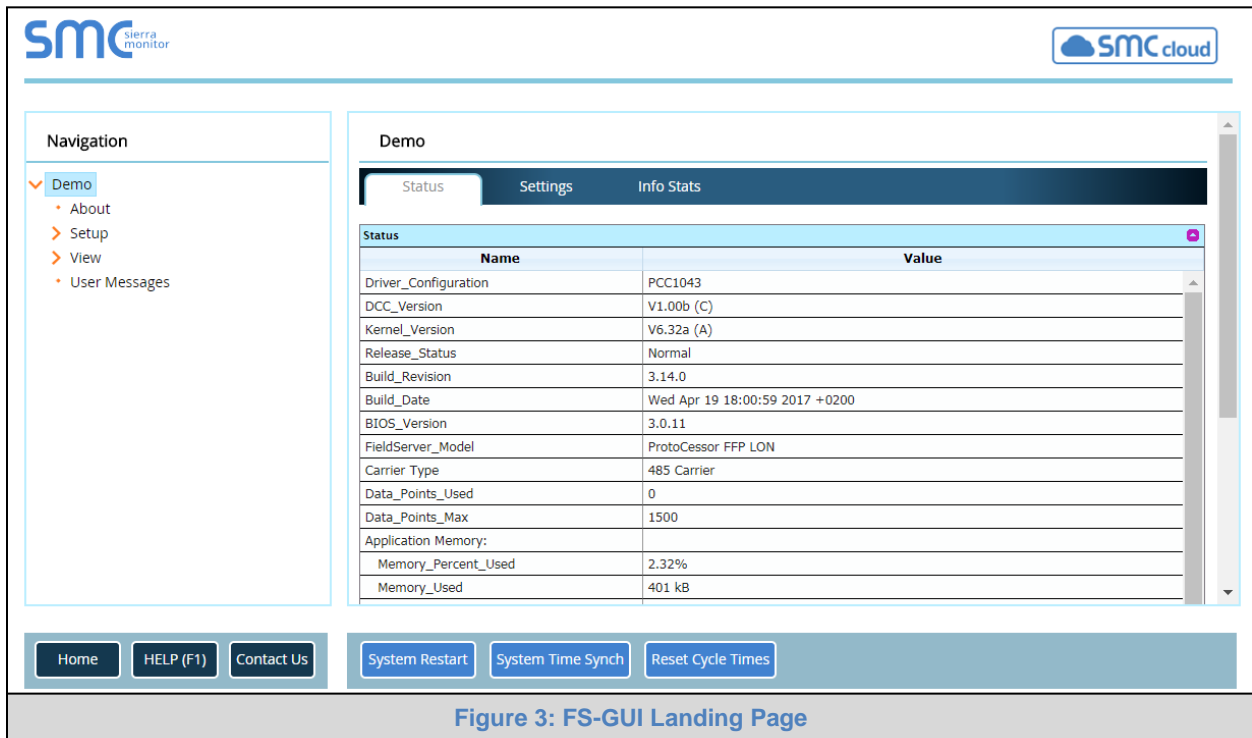 SMC sierra monitor
SMC cloud
Navigation
Demo
About
Setup
View
User Messages
Demo
Status Settings Info Stats
Status
Name Value
Driver_Configuration PCC1043
DCC_Version V1.00b (C)
Kernel_Version V6.32a (A)
Release_Status Normal
Build_Revision 3.14.0
Build_Date Wed Apr 19 18:00:59 2017 +0200
BIOS_Version 3.0.11
FieldServer_Model ProtoCessor FFP LON
Carrier Type 485 Carrier
Data_Points_Used 0
Data_Points_Max 1500
Application Memory:
Memory_Percent_Used 2.32%
Memory_Used 401 kB
Home HELP (F1) Contact Us
System Restart System Time Synch Reset Cycle Times
Figure 3: FS-GUI Landing Page